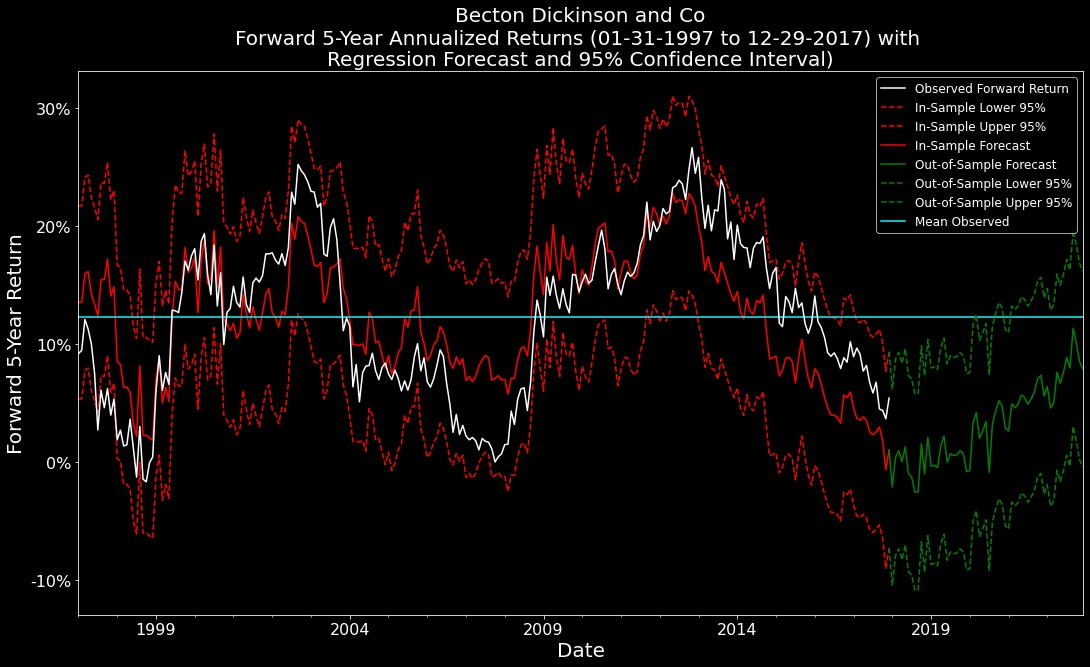 Becton Dickinson and Co
Forward 5-Year Annualized Returns (01-31-1997 to 12-29-2017) with
Regression Forecast and 95% Confidence Interval)
Observed Forward Return
In-Sample Lower 95%
In-Sample Upper 95%
In-Sample Forecast
Out-of-Sample Forecast
Out-of-Sample Lower 95%
Out-of-Sample Upper 95%
Mean Observed
Forward 5-Year Return
30%
20%
10%
0%
-10%
1999
2004
2009
2014
2019
Date